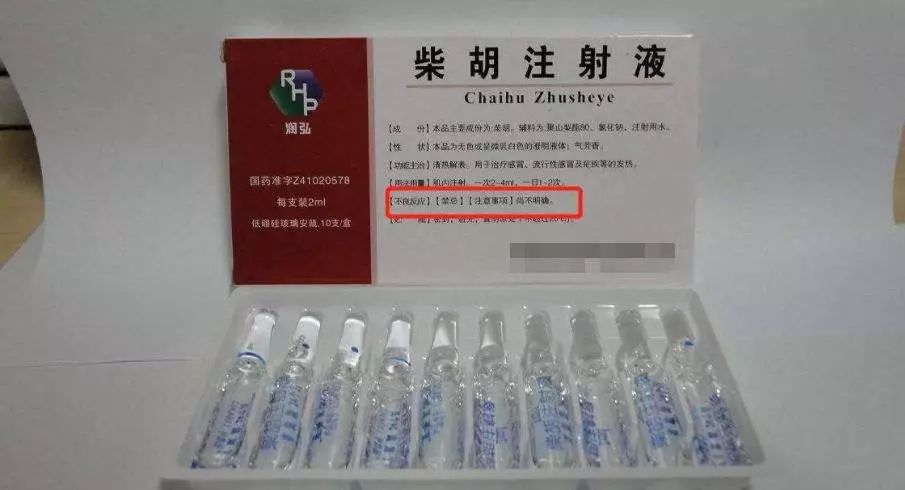 RHP
润弘
国药准字Z41020578
每支装2ml
低硼硅玻璃安瓿,10支/盒
柴胡注射液
Chaihu Zhusheye
【成 份】本品主要成份为:柴胡。辅料为:聚山梨酯80、氯化钠、注射用水。
【性 状】本品为无色或呈微乳白色的澄明液体;气芳香。
【功能主治】清热解表。用于治疗感冒、流行性感冒及疟疾等的发热。
【用法用量】肌内注射。一次2~4ml,一日1~2次。
【不良反应】【禁忌】【注意事项】尚不明确。